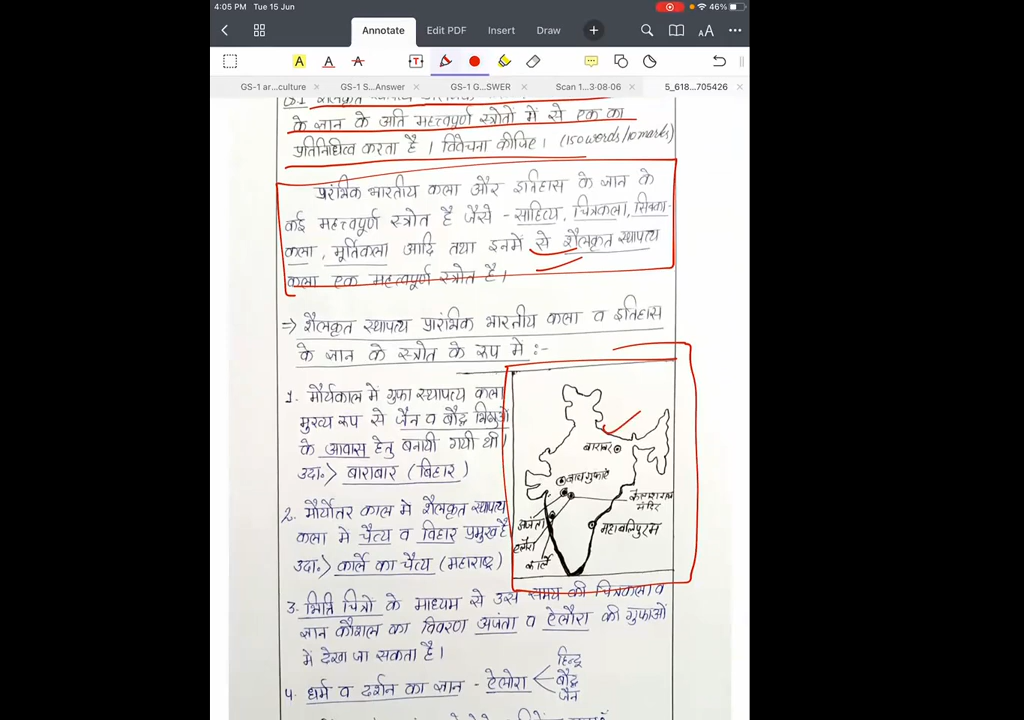 4:05 PM Tue 15 Jun
46%
Annotate Edit PDF Insert Draw
GS-1 ar...culture × GS-1 S...Answer × GS-1 G...SWER × Scan 1...3-08-06 × 5_618...705426 ×
के ज्ञान के अति महत्त्वपूर्ण स्त्रोतों में से एक का
प्रतिनिधित्व करता है । विवेचना कीजिए । (150 words/10 marks)
प्रारंभिक भारतीय कला और इतिहास के ज्ञान के
कई महत्त्वपूर्ण स्त्रोत है जैसे - साहित्य, चित्रकला, सिक्का-
कला, मूर्तिकला आदि तथा इनमें से शैलकृत स्थापत्य
कला एक महत्वपूर्ण स्त्रोत है ।
⇒ शैलकृत स्थापत्य प्रारंभिक भारतीय कला व इतिहास
के ज्ञान के स्त्रोत के रूप मे :-
1. मौर्यकाल में गुफा स्थापत्य कला
मुख्य रूप से जैन व बौद्ध भिक्षुओं
के आवास हेतु बनायी गयी थी।
उदा.> बाराबार (बिहार)
2. मौर्योतर काल मे शैलकृत स्थापत्य
कला मे चैत्य व विहार प्रमुख है
उदा.> कार्ले का चैत्य (महाराष्ट्र)
बाराबर
बाघ गुफाएं
मंदिर
अजंता
महाबलिपुरम
ऐलोरा
कार्ले
3. भित्ति चित्रो के माध्यम से उस समय की चित्रकला व
ज्ञान कौशल का विवरण अजंता व ऐलौरा की गुफाओं
में देखा जा सकता है ।
4. धर्म व दर्शन का ज्ञान - ऐलोरा
हिन्दू
बौद्ध
जैन